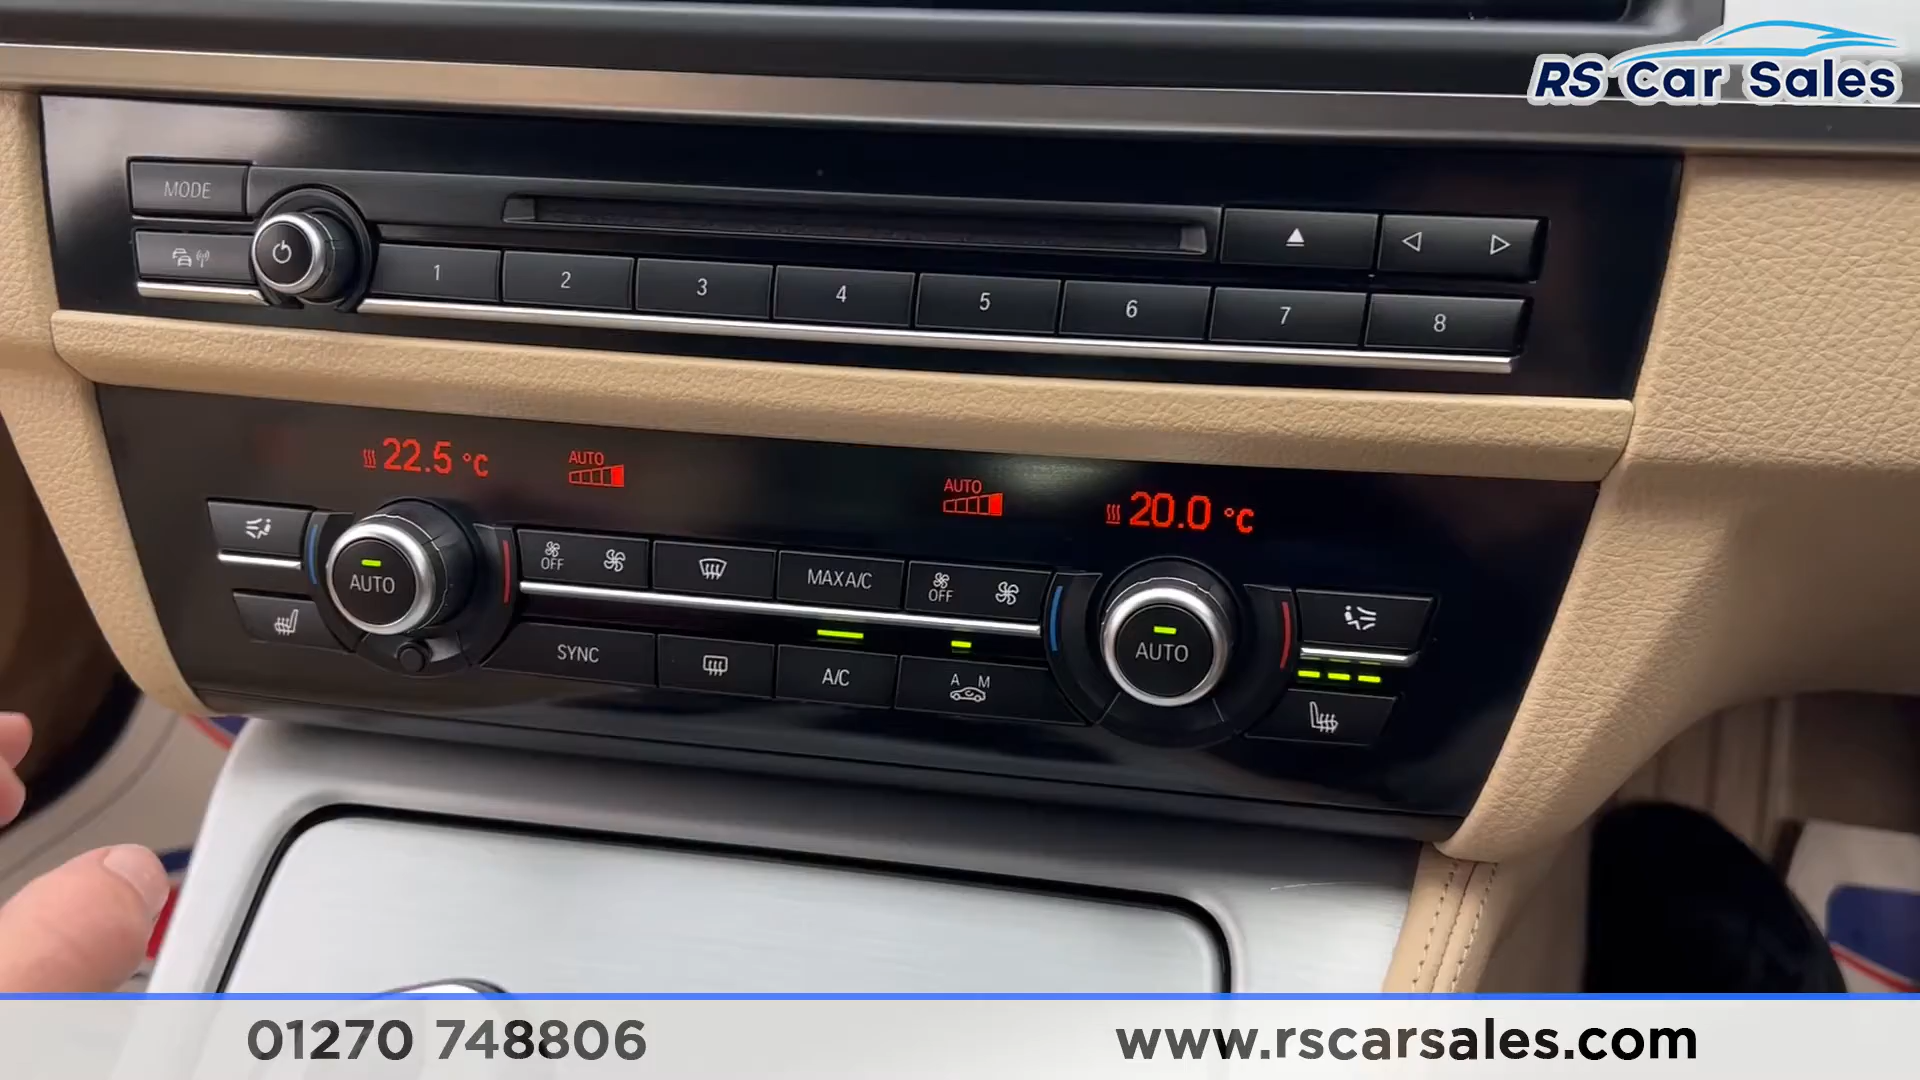 RS Car Sales
MODE
1 2 3 4 5 6 7 8
22.5 °C
AUTO
AUTO
20.0 °C
AUTO
OFF
MAX A/C
OFF
AUTO
SYNC
A/C
A M
01270 748806
www.rscarsales.com